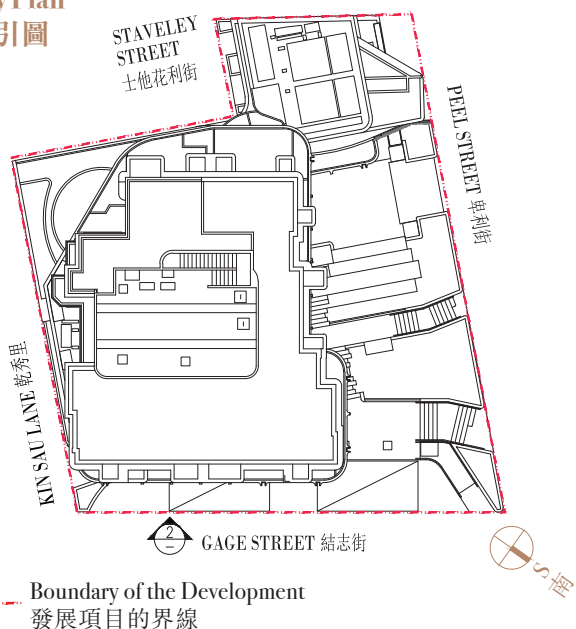 Plan
引圖
STAVELEY
STREET
士他花利街
PEEL STREET 卑利街
KIN SAU LANE 乾秀里
2
GAGE STREET 結志街
S 南
Boundary of the Development
發展項目的界線